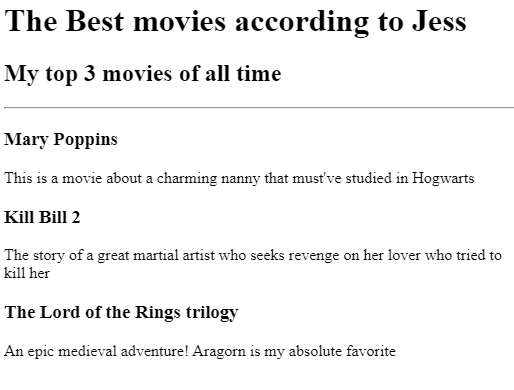 The Best movies according to Jess
My top 3 movies of all time
Mary Poppins
This is a movie about a charming nanny that must've studied in Hogwarts
Kill Bill 2
The story of a great martial artist who seeks revenge on her lover who tried to
kill her
The Lord of the Rings trilogy
An epic medieval adventure! Aragorn is my absolute favorite